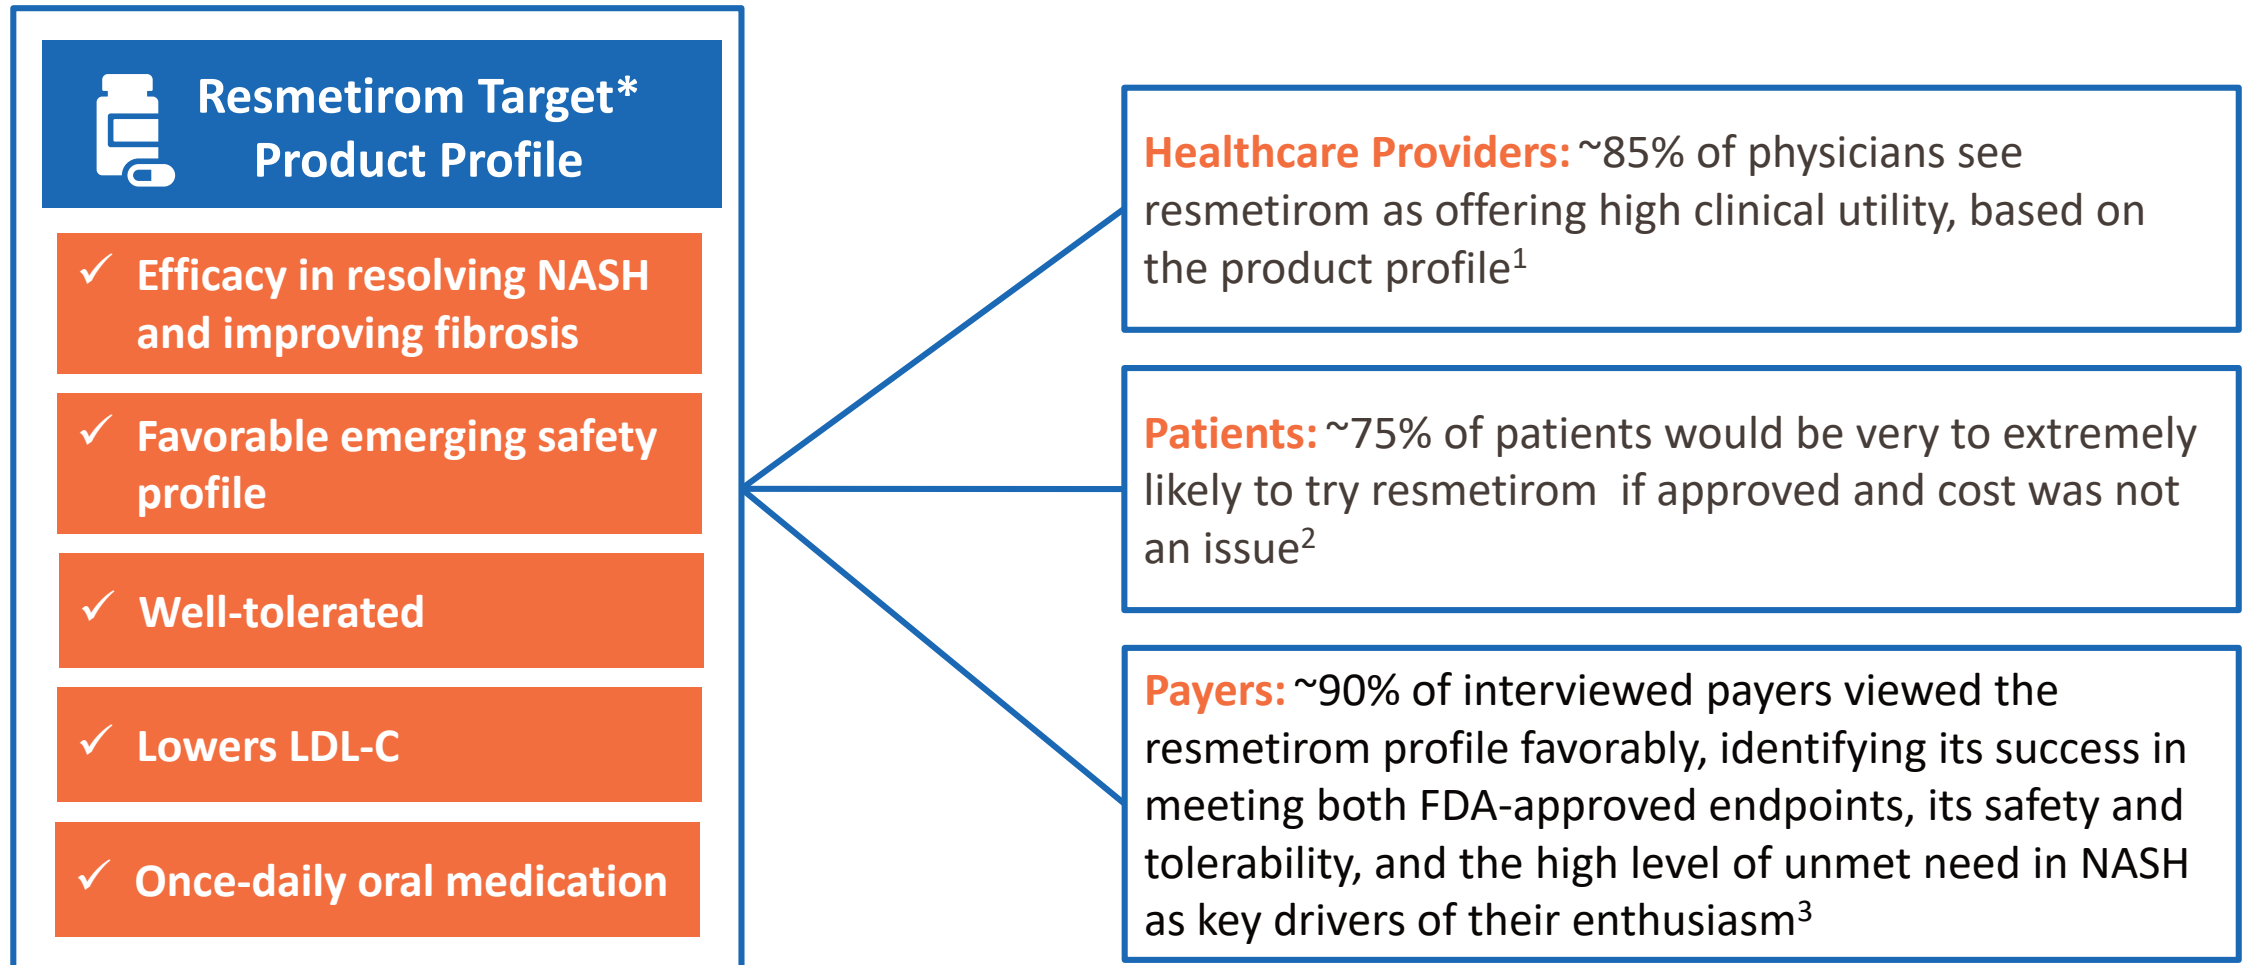 Resmetirom Target*
Product Profile
✓ Efficacy in resolving NASH
and improving fibrosis
✓ Favorable emerging safety
profile
✓ Well-tolerated
✓ Lowers LDL-C
✓ Once-daily oral medication
Healthcare Providers: ~85% of physicians see
resmetirom as offering high clinical utility, based on
the product profile¹
Patients: ~75% of patients would be very to extremely
likely to try resmetirom  if approved and cost was not
an issue²
Payers: ~90% of interviewed payers viewed the
resmetirom profile favorably, identifying its success in
meeting both FDA-approved endpoints, its safety and
tolerability, and the high level of unmet need in NASH
as key drivers of their enthusiasm³